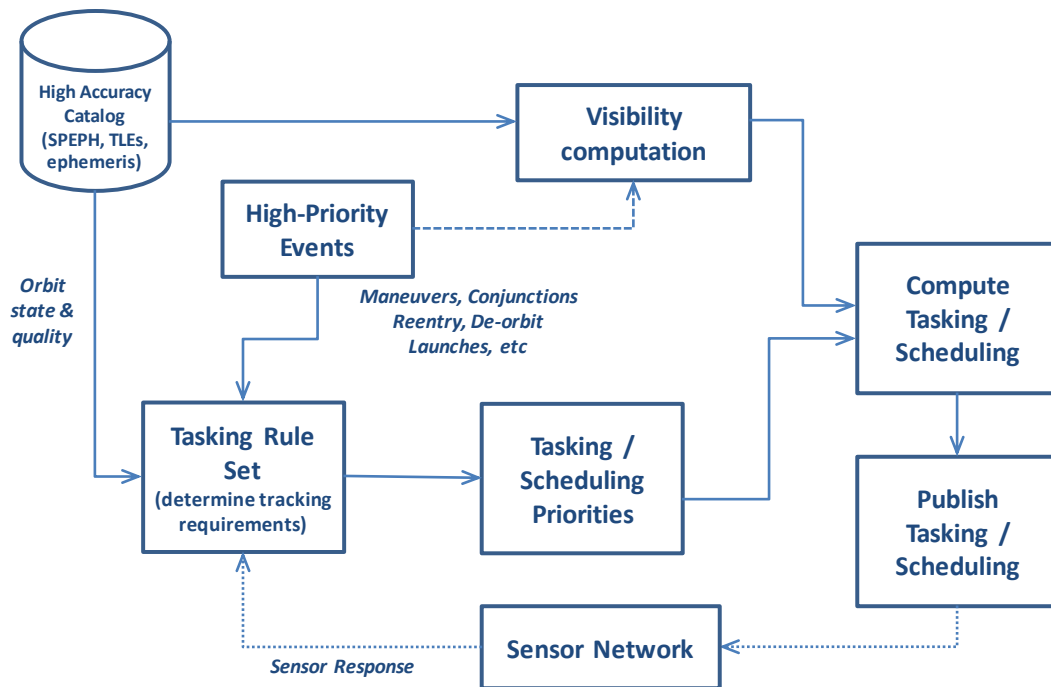 High Accuracy
Catalog
(SPEPH, TLEs,
ephemeris)
Visibility
computation
High-Priority
Events
Orbit
state &
quality
Maneuvers, Conjunctions
Reentry, De-orbit
Launches, etc
Compute
Tasking /
Scheduling
Tasking Rule
Set
(determine tracking
requirements)
Tasking /
Scheduling
Priorities
Publish
Tasking /
Scheduling
Sensor Network
Sensor Response